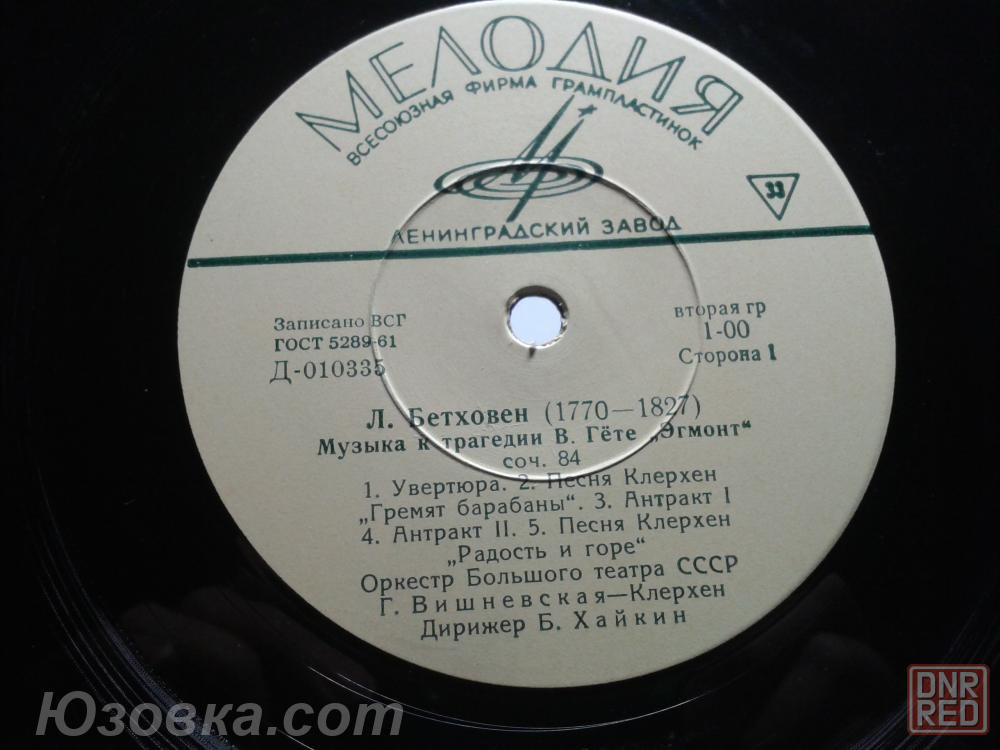 МЕЛОДИЯ
ВСЕСОЮЗНАЯ ФИРМА ГРАМПЛАСТИНОК
33
ЛЕНИНГРАДСКИЙ ЗАВОД
Записано ВСГ
ГОСТ 5289-61
Д-010335
вторая гр
1-00
Сторона 1
Л. Бетховен (1770—1827)
Музыка к трагедии В. Гёте „Эгмонт“
соч. 84
1. Увертюра. 2. Песня Клерхен
„Гремят барабаны“. 3. Антракт I
4. Антракт II. 5. Песня Клерхен
„Радость и горе“
Оркестр Большого театра СССР
Г. Вишневская—Клерхен
Дирижер Б. Хайкин
Юзовка.com
DNR
RED